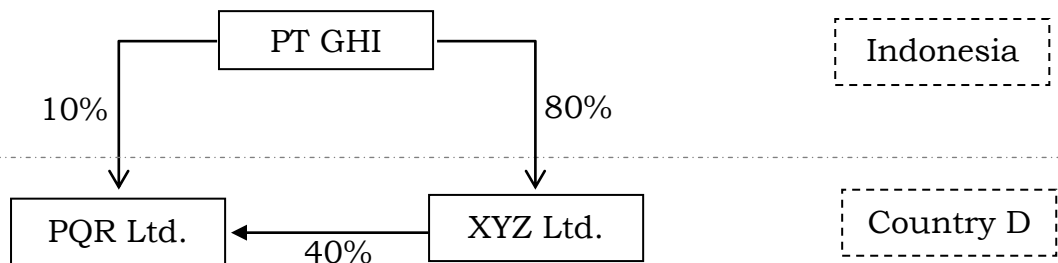 PT GHI
Indonesia
10%
80%
PQR Ltd.
XYZ Ltd.
Country D
40%